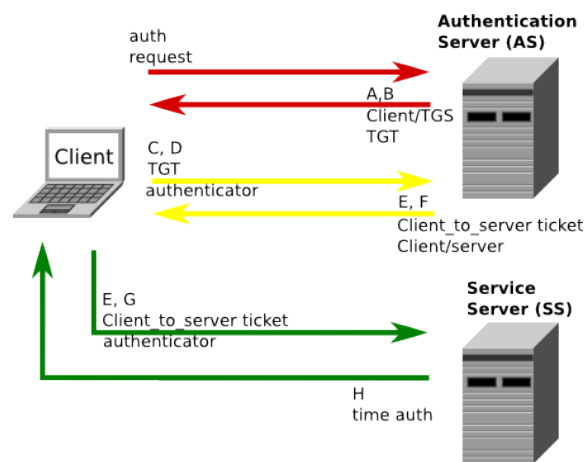 Authentication
Server (AS)
auth
request
A,B
Client/TGS
TGT
Client
C, D
TGT
authenticator
E, F
Client_to_server ticket
Client/server
E, G
Client_to_server ticket
authenticator
Service
Server (SS)
H
time auth